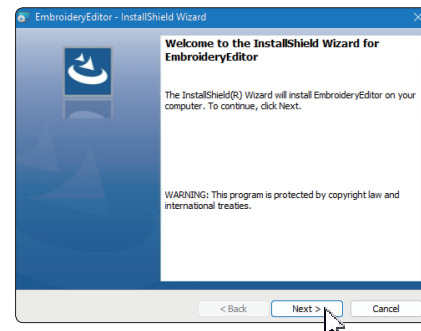 EmbroideryEditor - InstallShield Wizard
Welcome to the InstallShield Wizard for
EmbroideryEditor
The InstallShield(R) Wizard will install EmbroideryEditor on your
computer. To continue, click Next.
WARNING: This program is protected by copyright law and
international treaties.
< Back Next > Cancel